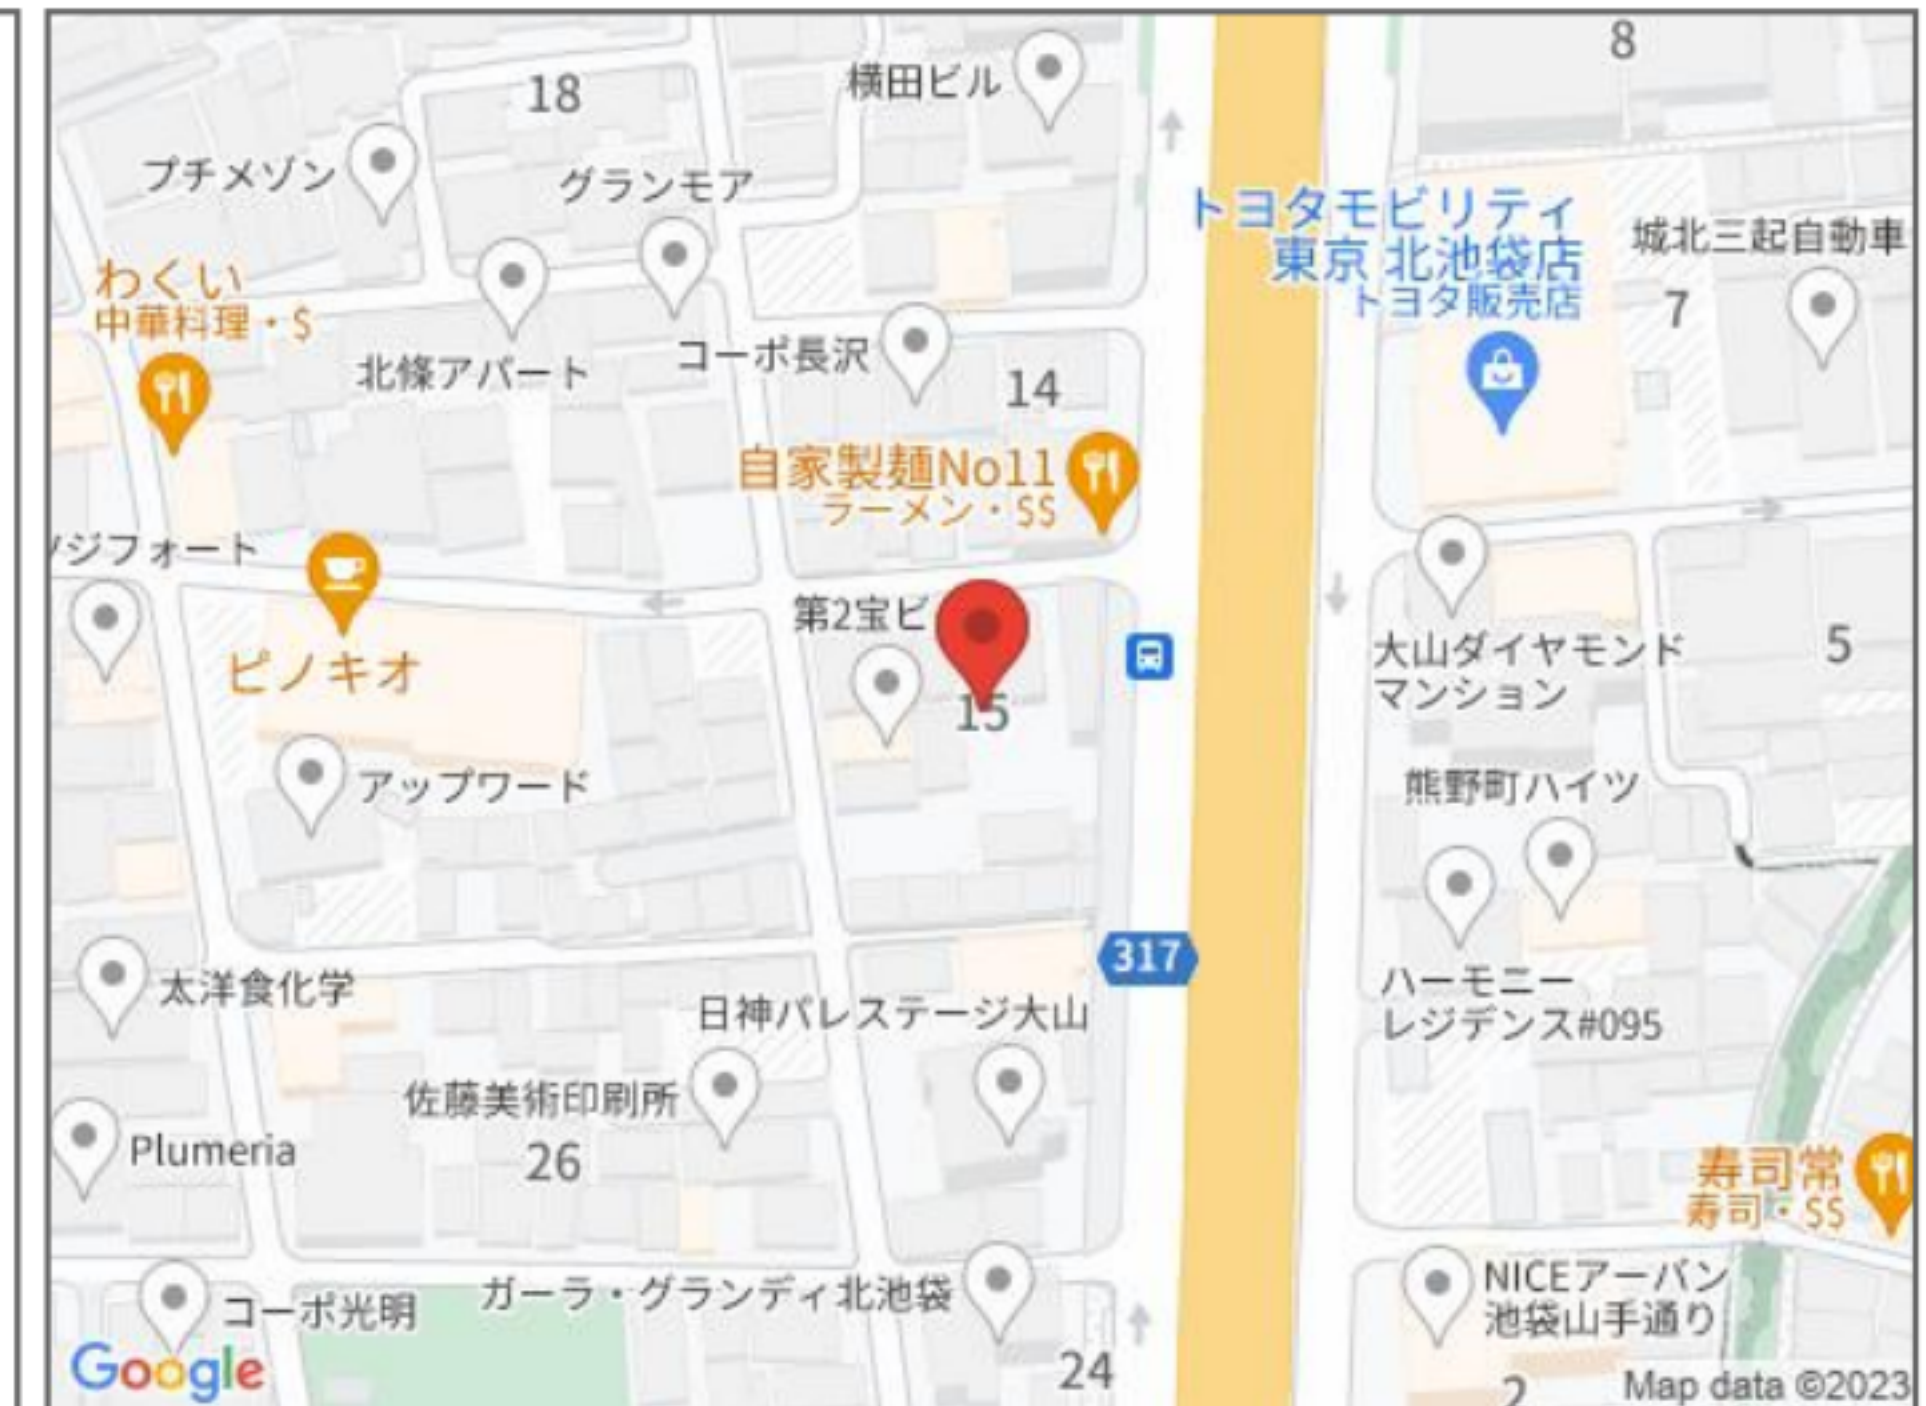 8
横田ビル
18
プチメゾン
グランモア
トヨタモビリティ
東京 北池袋店
トヨタ販売店
城北三起自動車
7
わくい
中華料理・$
北條アパート
コーポ長沢
14
自家製麺No11
ラーメン・$$
ジフォート
ピノキオ
第2宝ビ
15
大山ダイヤモンド
マンション
5
アップワード
熊野町ハイツ
317
太洋食化学
日神パレステージ大山
ハーモニー
レジデンス#095
佐藤美術印刷所
26
Plumeria
寿司常
寿司・$$
コーポ光明
ガーラ・グランディ北池袋
NICEアーバン
池袋山手通り
24
2
Google
Map data ©2023